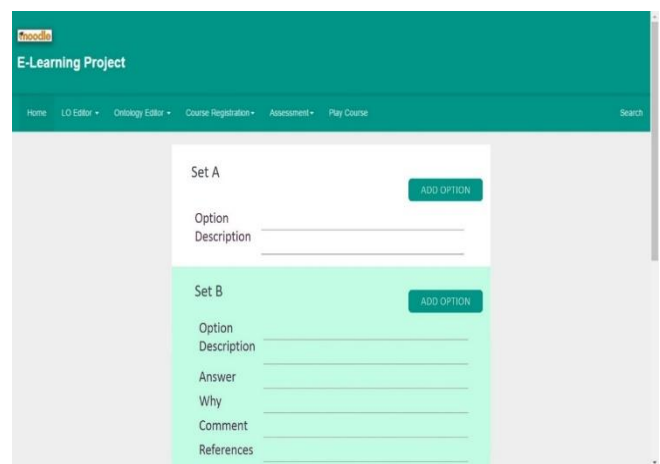 moodle
E-Learning Project
Home LO Editor Ontology Editor Course Registration Assessment Play Course Search
Set A
ADD OPTION
Option
Description
Set B
ADD OPTION
Option
Description
Answer
Why
Comment
References